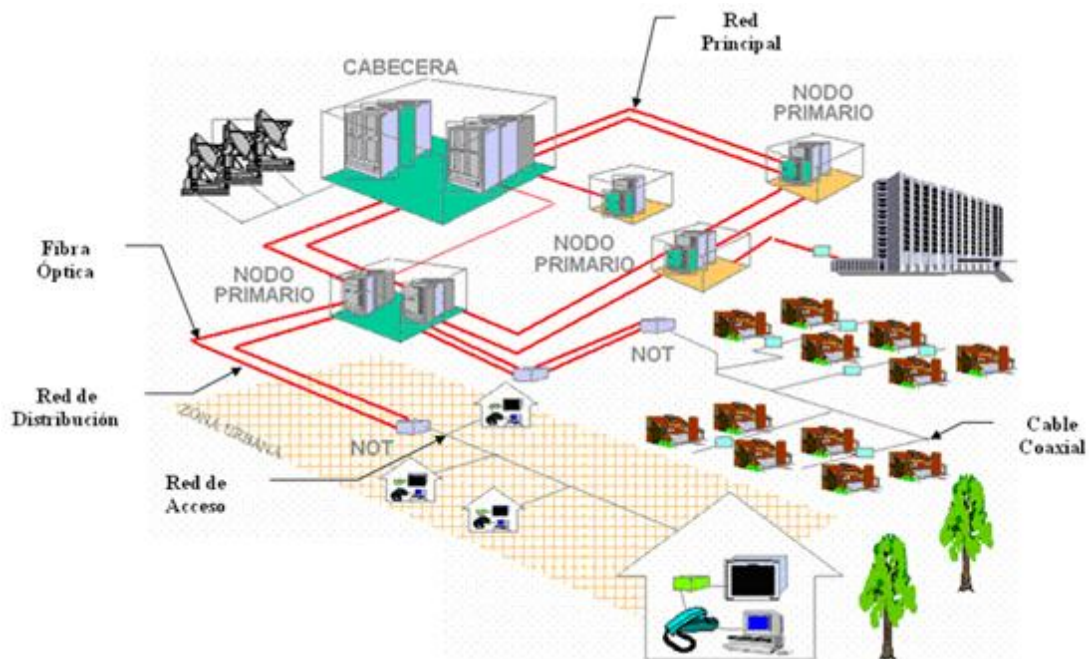 Red
Principal
CABECERA
NODO
PRIMARIO
Fibra
Óptica
NODO
PRIMARIO
NODO
PRIMARIO
NOT
Red de
Distribución
ZONA URBANA
NOT
Cable
Coaxial
Red de
Acceso